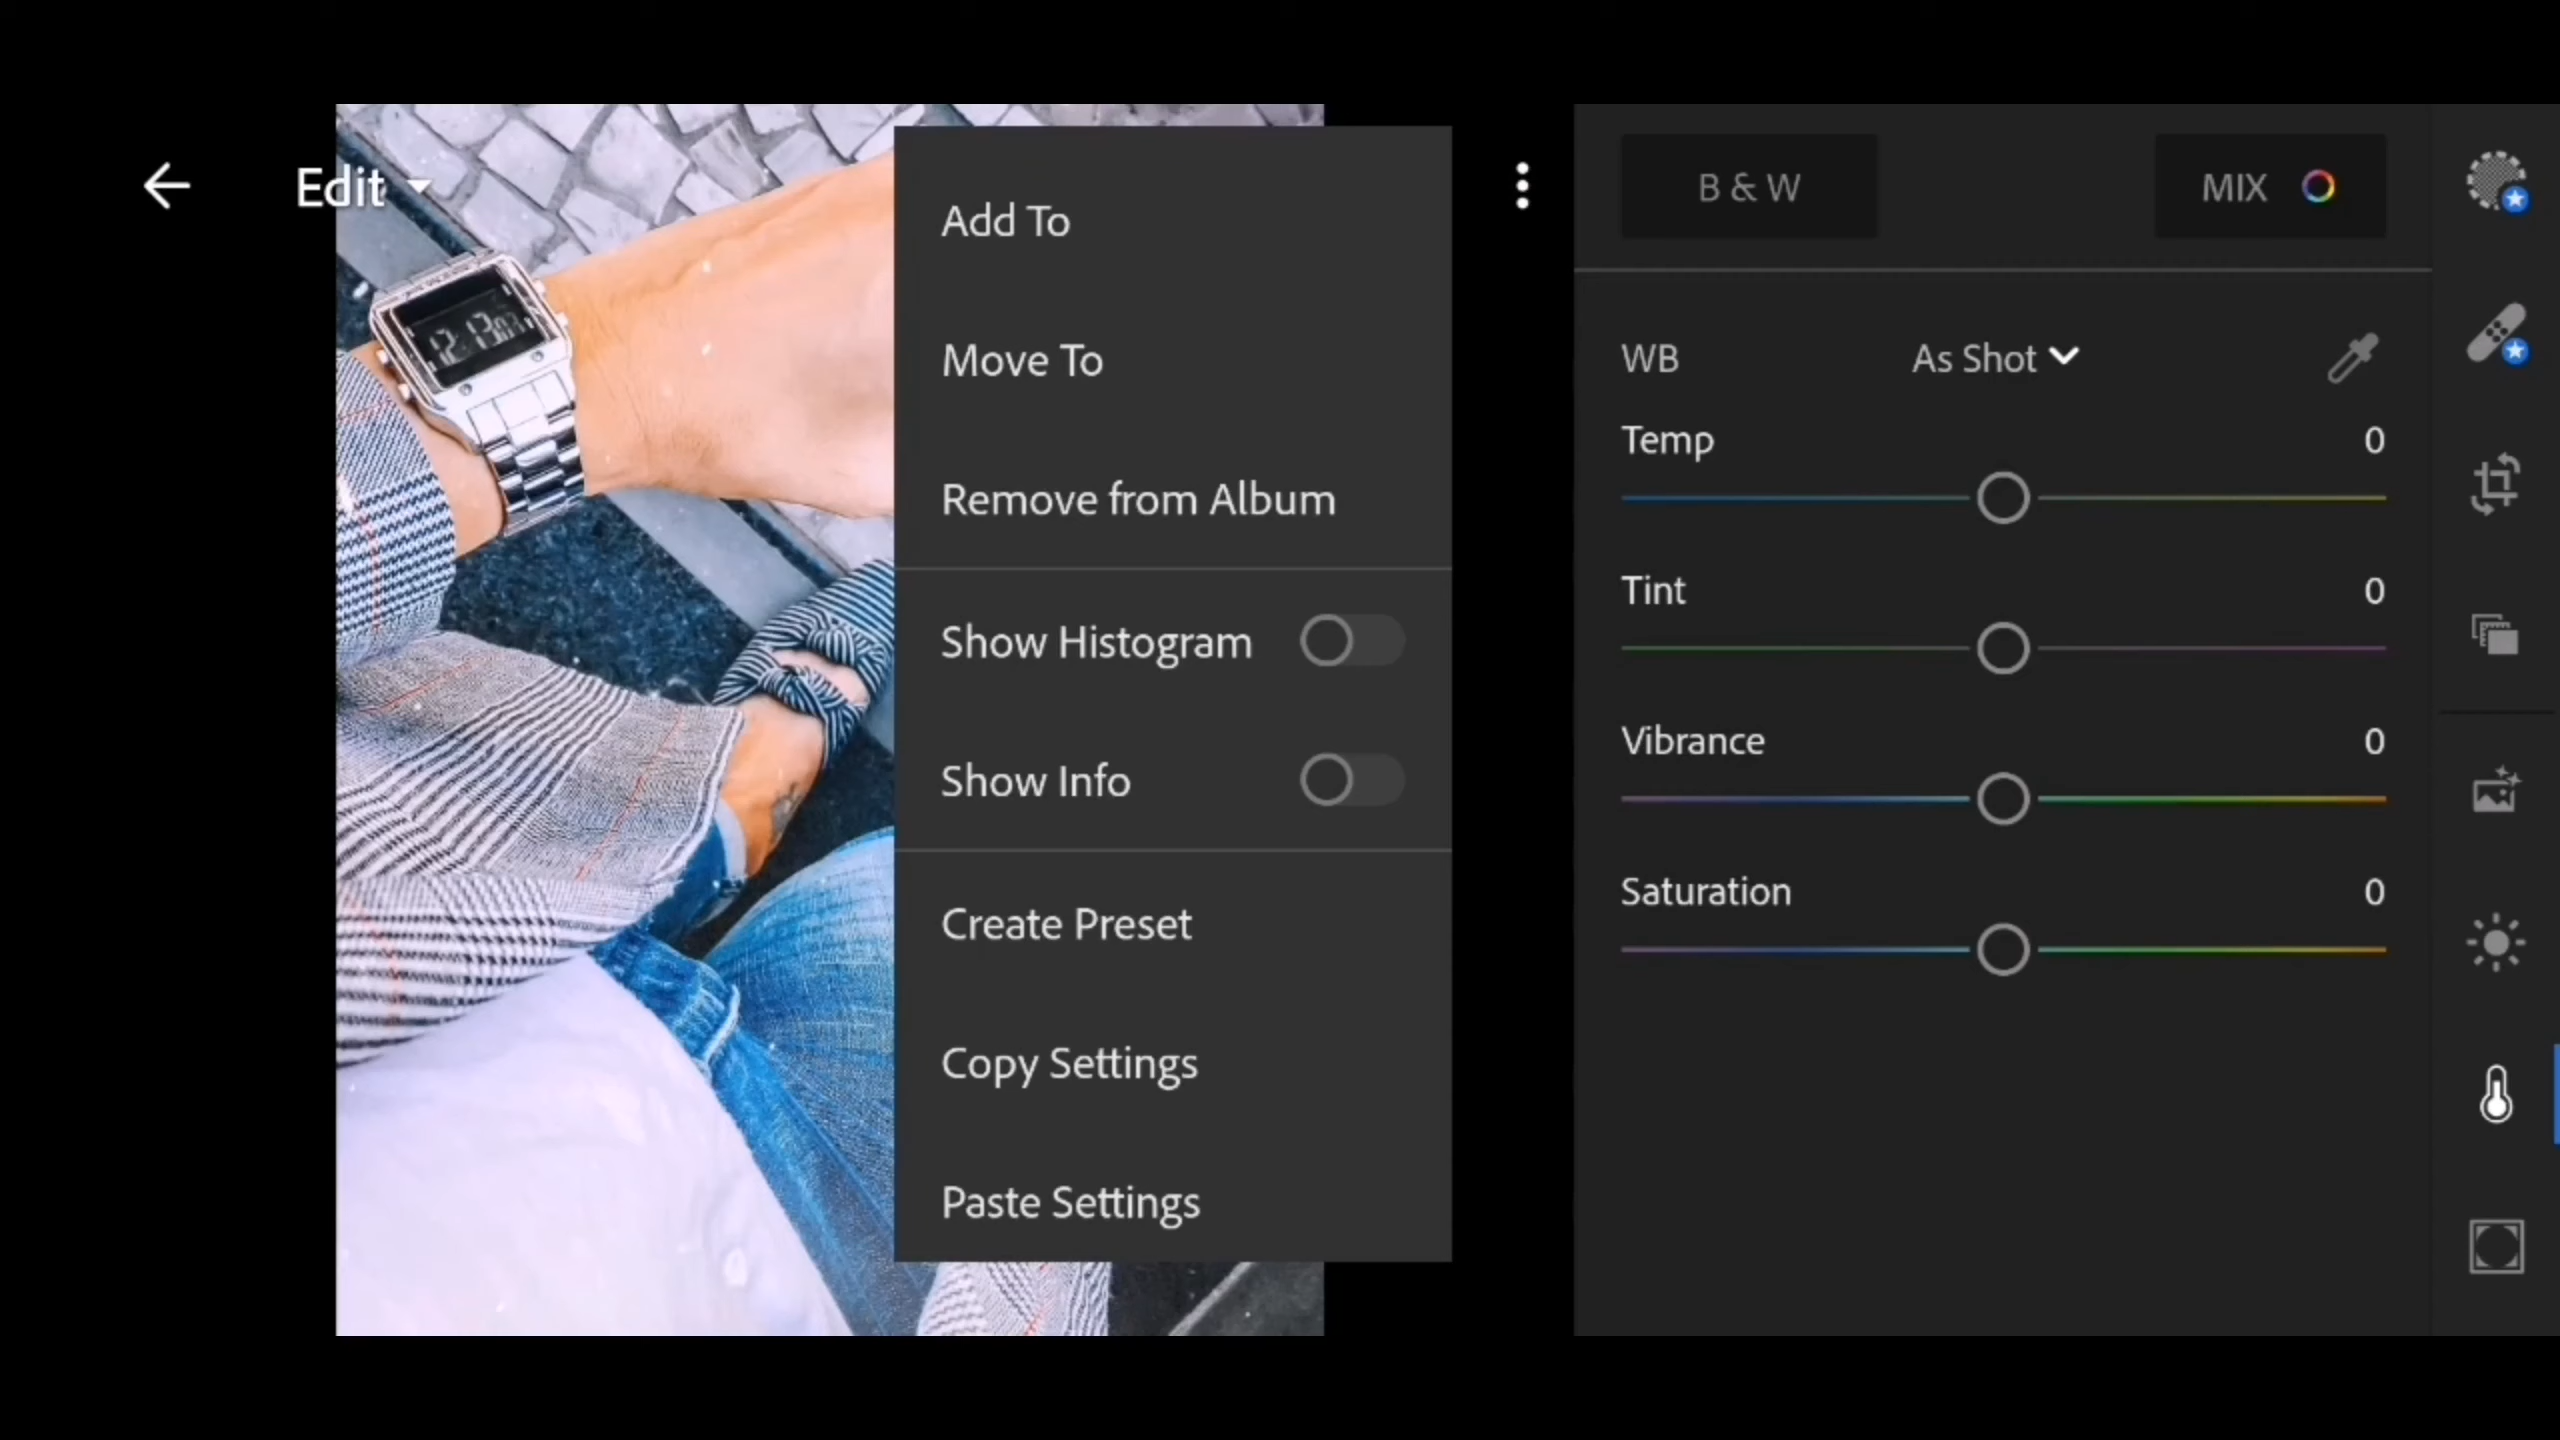 Edit
Add To
Move To
Remove from Album
Show Histogram
Show Info
Create Preset
Copy Settings
Paste Settings
B & W
MIX
WB
As Shot
Temp
0
Tint
0
Vibrance
0
Saturation
0